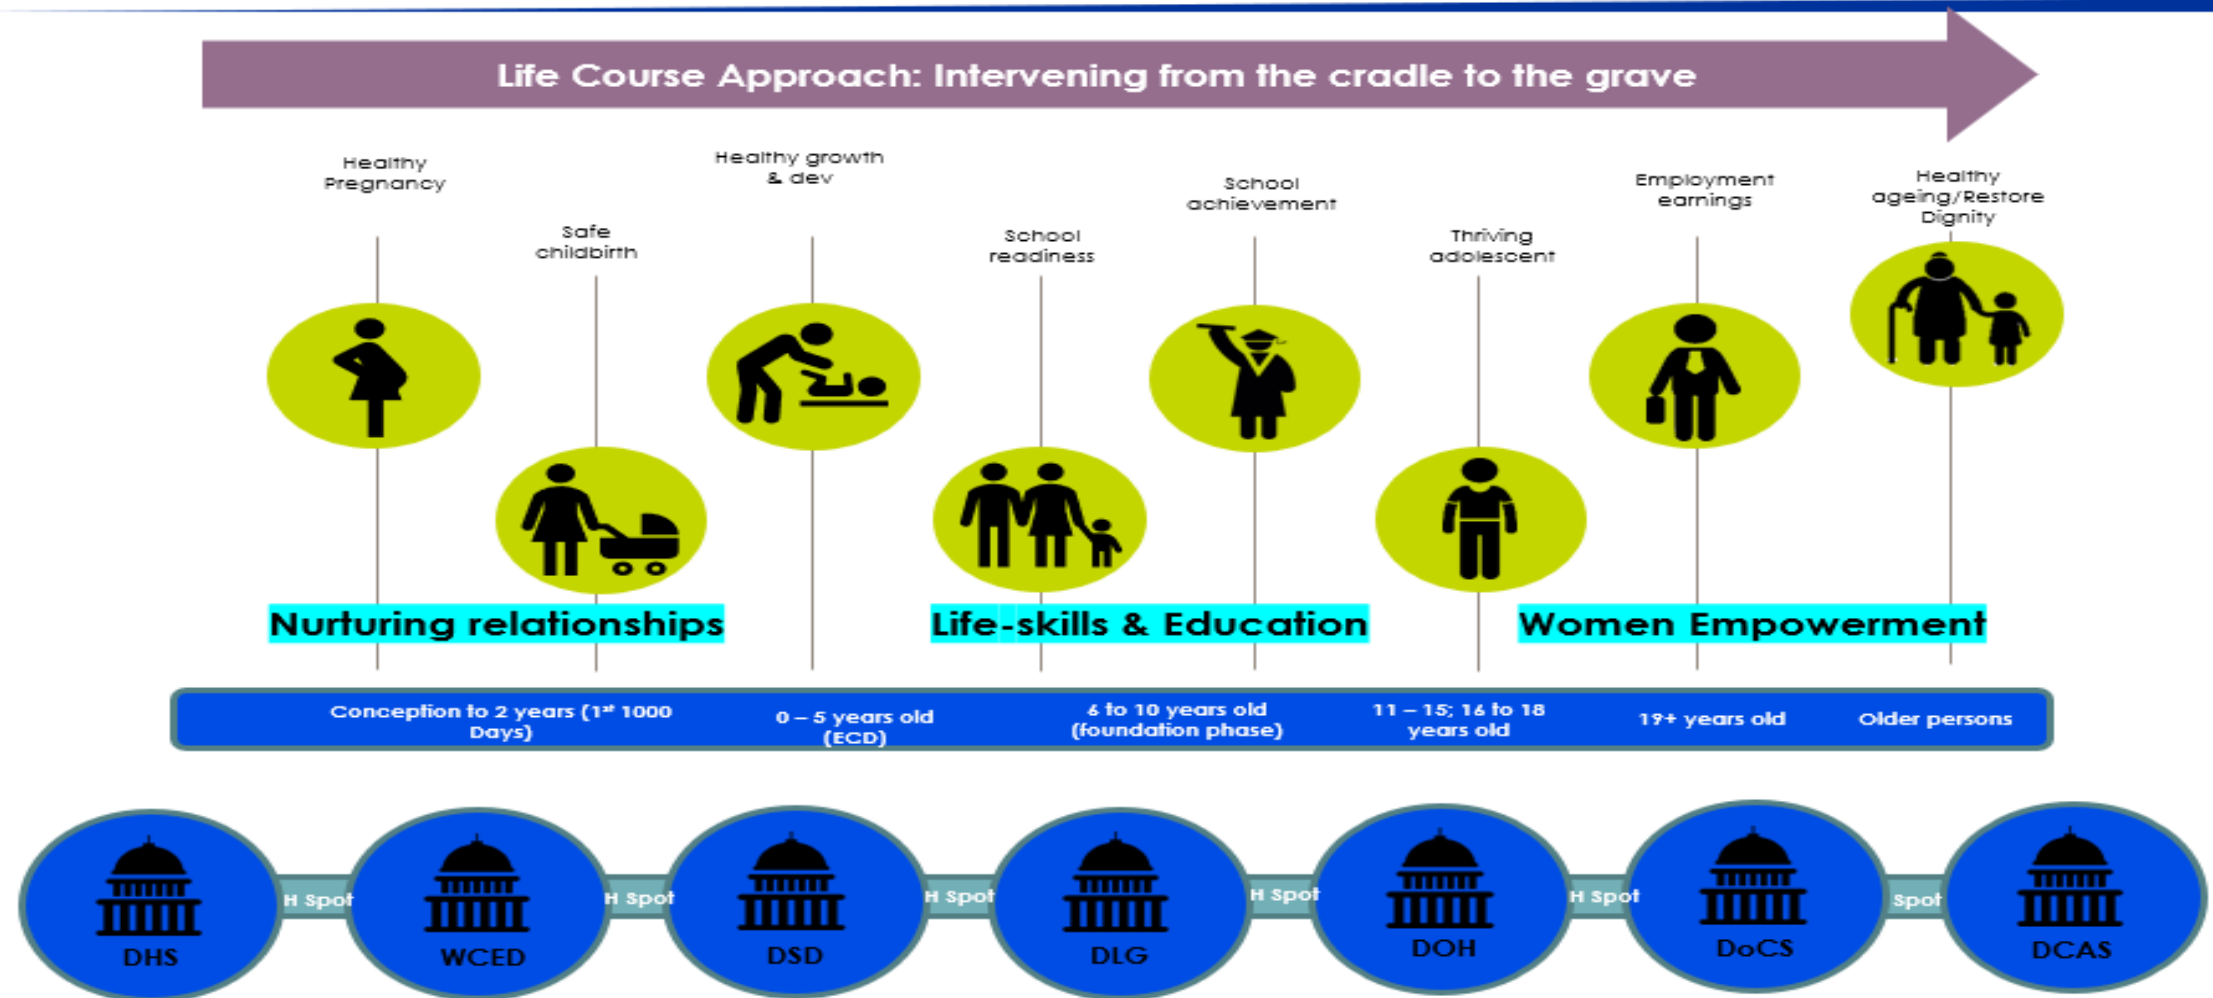 Life Course Approach: Intervening from the cradle to the grave
Healthy
Pregnancy
Safe
childbirth
Healthy growth
& dev
School
readiness
School
achievement
Thriving
adolescent
Employment
earnings
Healthy
ageing/Restore
Dignity
Nurturing relationships
Life-skills & Education
Women Empowerment
Conception to 2 years (1st 1000
Days)
0 – 5 years old
(ECD)
6 to 10 years old
(foundation phase)
11 – 15; 16 to 18
years old
19+ years old
Older persons
DHS
H Spot
WCED
H Spot
DSD
H Spot
DLG
H Spot
DOH
H Spot
DoCS
Spot
DCAS